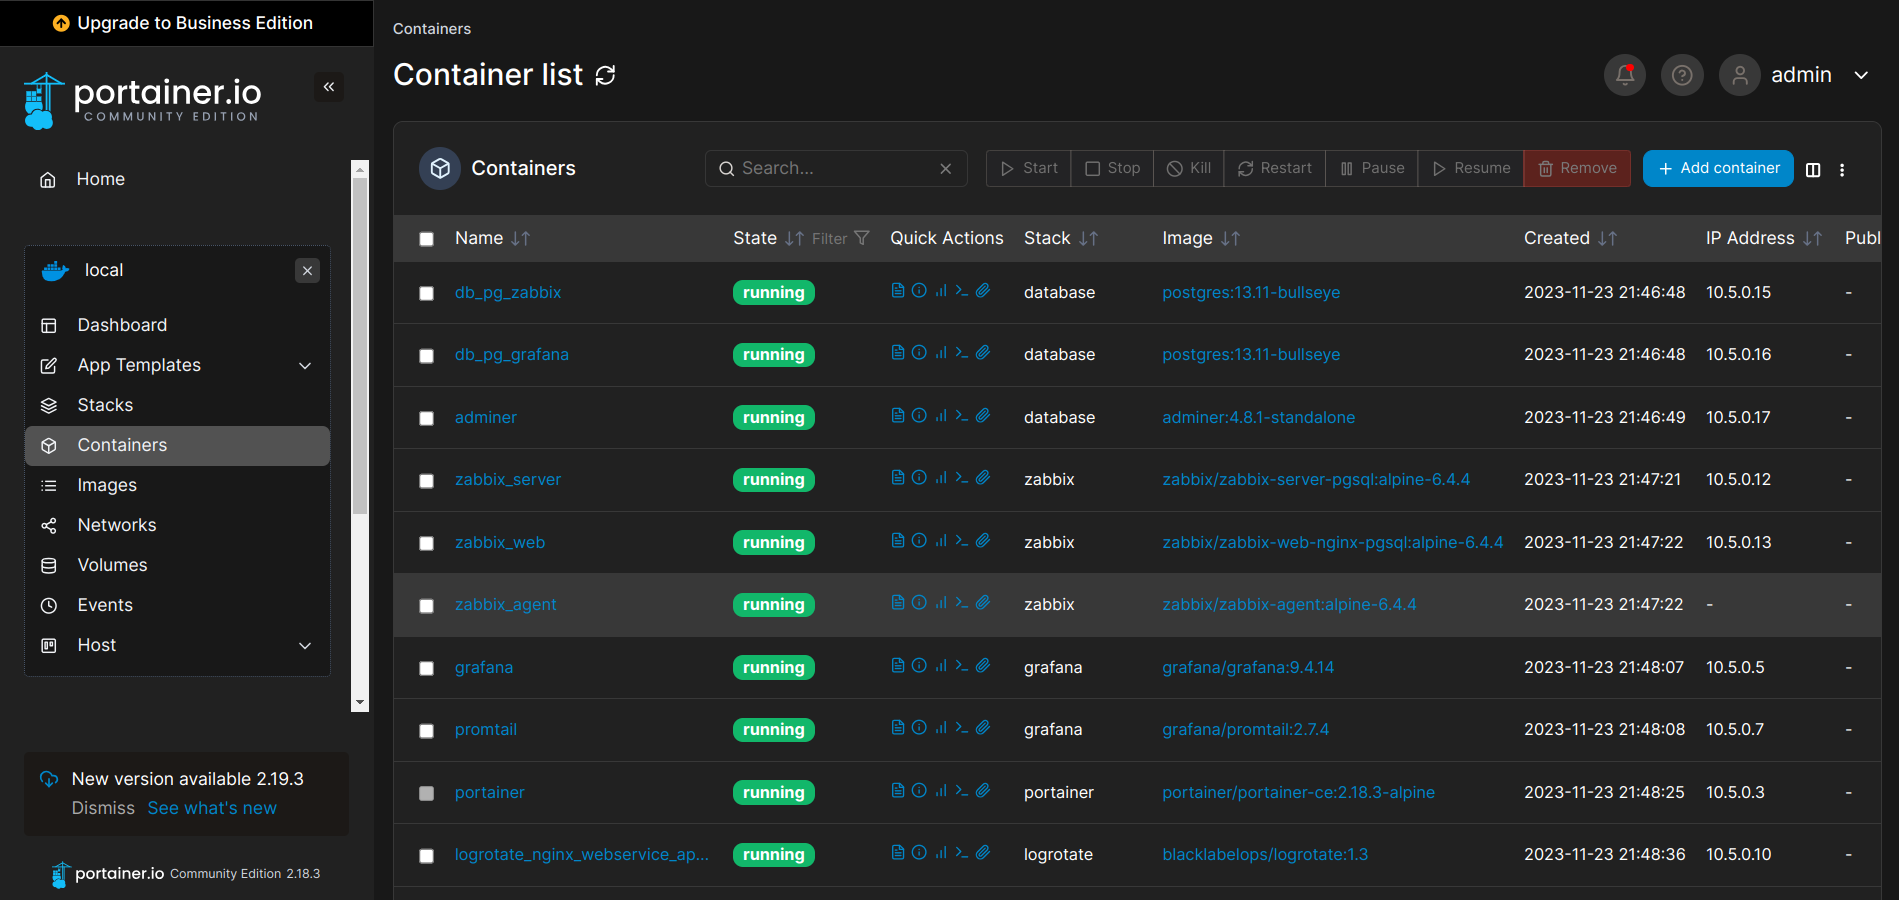 Upgrade to Business Edition
portainer.io
COMMUNITY EDITION
Home
local
Dashboard
App Templates
Stacks
Containers
Images
Networks
Volumes
Events
Host
New version available 2.19.3
Dismiss See what's new
portainer.io Community Edition 2.18.3
Containers
Container list
admin
Containers
Search...
Start Stop Kill Restart Pause Resume Remove Add container
Name State Filter Quick Actions Stack Image Created IP Address Publ
db_pg_zabbix running database postgres:13.11-bullseye 2023-11-23 21:46:48 10.5.0.15 -
db_pg_grafana running database postgres:13.11-bullseye 2023-11-23 21:46:48 10.5.0.16 -
adminer running database adminer:4.8.1-standalone 2023-11-23 21:46:49 10.5.0.17 -
zabbix_server running zabbix zabbix/zabbix-server-pgsql:alpine-6.4.4 2023-11-23 21:47:21 10.5.0.12 -
zabbix_web running zabbix zabbix/zabbix-web-nginx-pgsql:alpine-6.4.4 2023-11-23 21:47:22 10.5.0.13 -
zabbix_agent running zabbix zabbix/zabbix-agent:alpine-6.4.4 2023-11-23 21:47:22 - -
grafana running grafana grafana/grafana:9.4.14 2023-11-23 21:48:07 10.5.0.5 -
promtail running grafana grafana/promtail:2.7.4 2023-11-23 21:48:08 10.5.0.7 -
portainer running portainer portainer/portainer-ce:2.18.3-alpine 2023-11-23 21:48:25 10.5.0.3 -
logrotate_nginx_webservice_ap... running logrotate blacklabelops/logrotate:1.3 2023-11-23 21:48:36 10.5.0.10 -